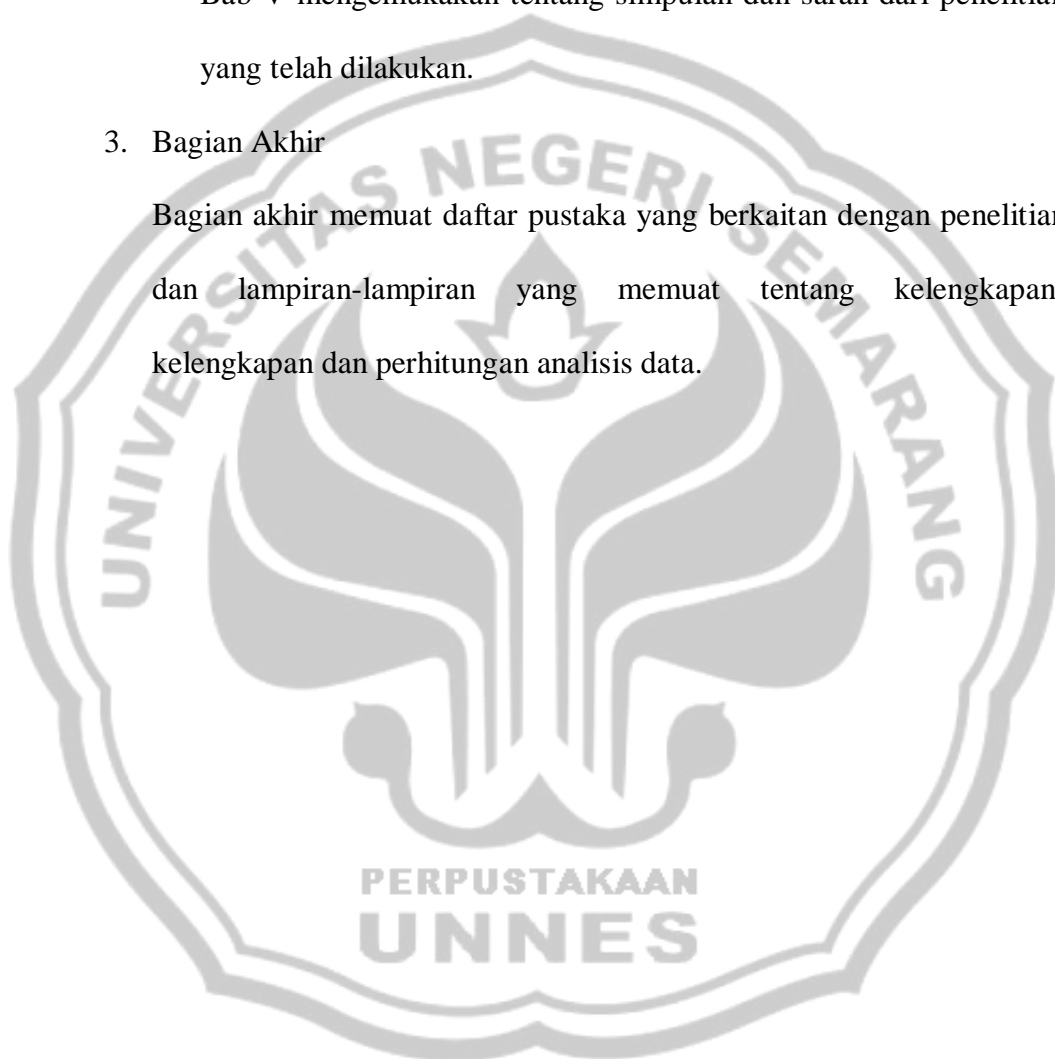 Bab V mengemukakan tentang simpulan dan saran dari penelitian
yang telah dilakukan.
3. Bagian Akhir
Bagian akhir memuat daftar pustaka yang berkaitan dengan penelitian
dan lampiran-lampiran yang memuat tentang kelengkapan
kelengkapan dan perhitungan analisis data.
UNIVERSITAS NEGERI SEMARANG
PERPUSTAKAAN
UNNES